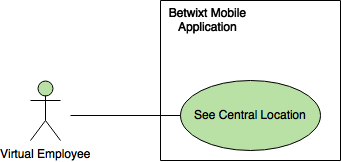 Betwixt Mobile
Application
See Central Location
Virtual Employee